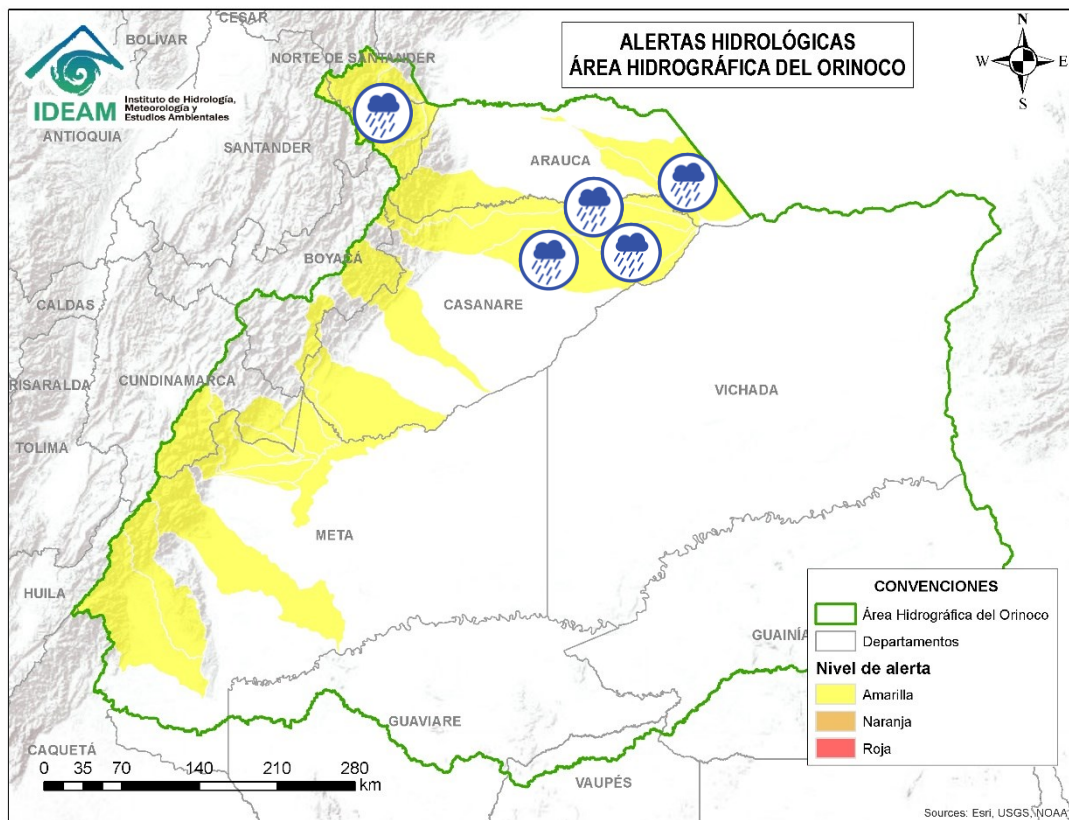 ALERTAS HIDROLÓGICAS
ÁREA HIDROGRÁFICA DEL ORINOCO
N
W
E
S
IDEAM
Instituto de Hidrología,
Meteorología y
Estudios Ambientales
CESAR
BOLÍVAR
NORTE DE SANTANDER
ANTIOQUIA
SANTANDER
ARAUCA
BOYACÁ
CALDAS
CASANARE
RISARALDA
CUNDINAMARCA
VICHADA
TOLIMA
META
HUILA
GUAINÍA
GUAVIARE
CAQUETÁ
VAUPÉS
CONVENCIONES
Área Hidrográfica del Orinoco
Departamentos
Nivel de alerta
Amarilla
Naranja
Roja
0 35 70 140 210 280
km
Sources: Esri, USGS, NOAA